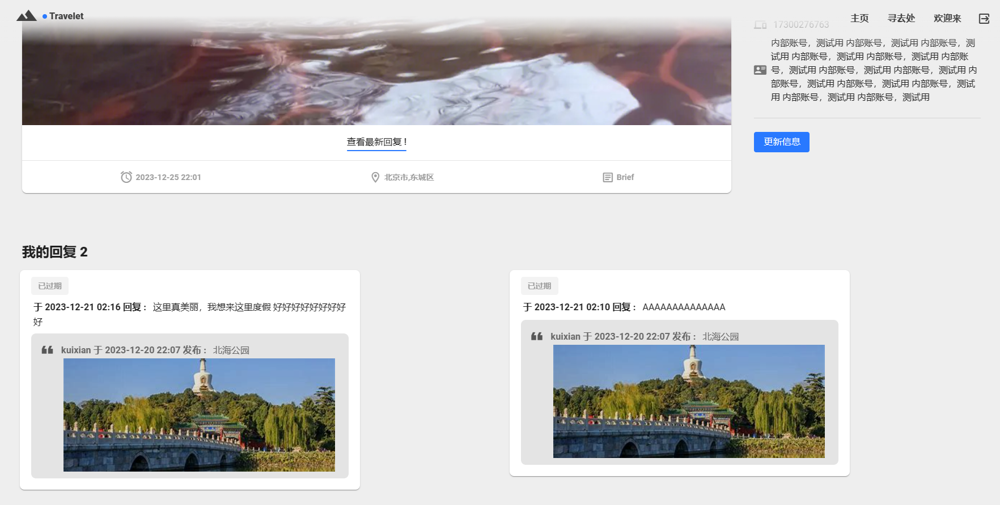 Travelet
主页 寻去处 欢迎来
17300276763
内部账号，测试用 内部账号，测试用 内部账号，测
试用 内部账号，测试用 内部账号，测试用 内部账
号，测试用 内部账号，测试用 内部账号，测试用 内
部账号，测试用 内部账号，测试用 内部账号，测试
用 内部账号，测试用 内部账号，测试用
更新信息
查看最新回复！
2023-12-25 22:01
北京市,东城区
Brief
我的回复 2
已过期
于 2023-12-21 02:16 回复： 这里真美丽，我想来这里度假 好好好好好好好好
好
kuixian 于 2023-12-20 22:07 发布： 北海公园
已过期
于 2023-12-21 02:10 回复： AAAAAAAAAAAAAA
kuixian 于 2023-12-20 22:07 发布： 北海公园